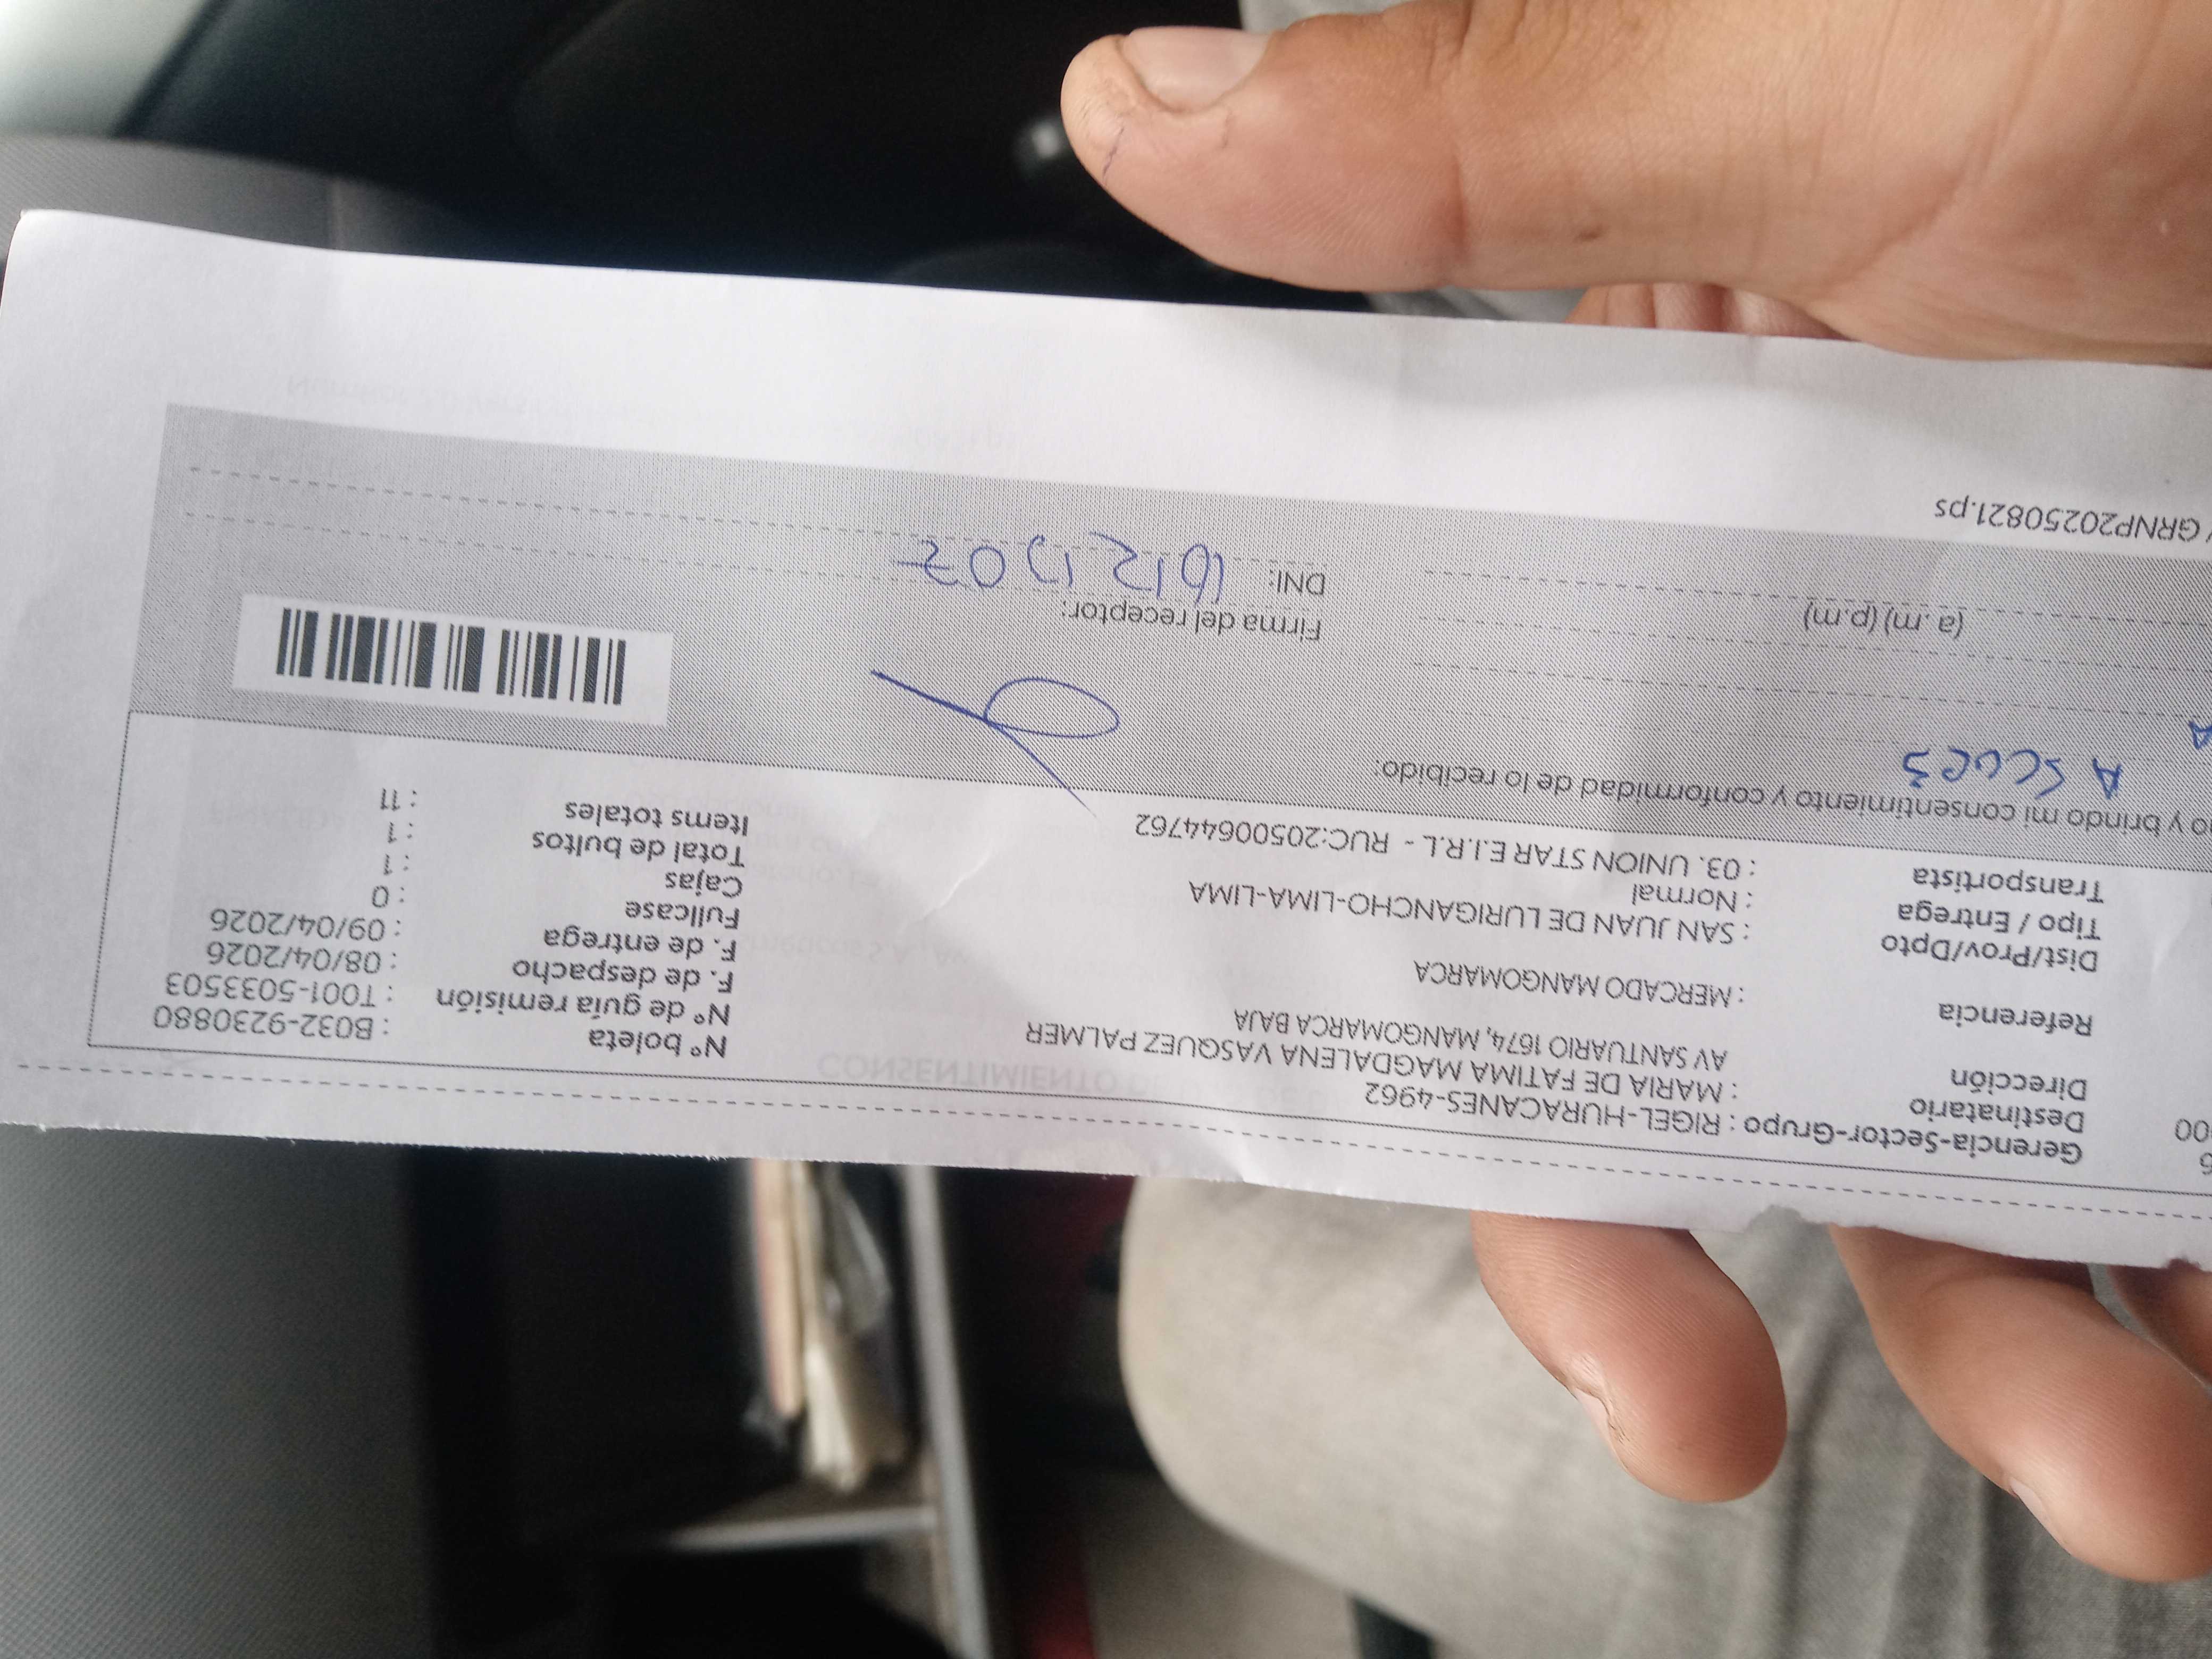 Gerencia-Sector-Grupo : RIGEL-HURACANES-4962
Destinatario : MARIA DE FATIMA MAGDALENA VASQUEZ PALMER
Dirección AV SANTUARIO 1674, MANGOMARCA BAJA
Referencia : MERCADO MANGOMARCA
Dist/Prov/Dpto : SAN JUAN DE LURIGANCHO-LIMA-LIMA
Tipo / Entrega : Normal
Transportista : 03. UNION STAR E.I.R.L - RUC:20500644762
N° boleta : B032-9230880
N° de guía remisión : T001-5033503
F. de despacho : 08/04/2026
F. de entrega : 09/04/2026
Fullcase : 0
Cajas : 1
Total de bultos : 1
Items totales : 11
y brindo mi consentimiento y conformidad de lo recibido:
(a.m) (p.m)
Firma del receptor:
DNI:
GRNP20250821.ps